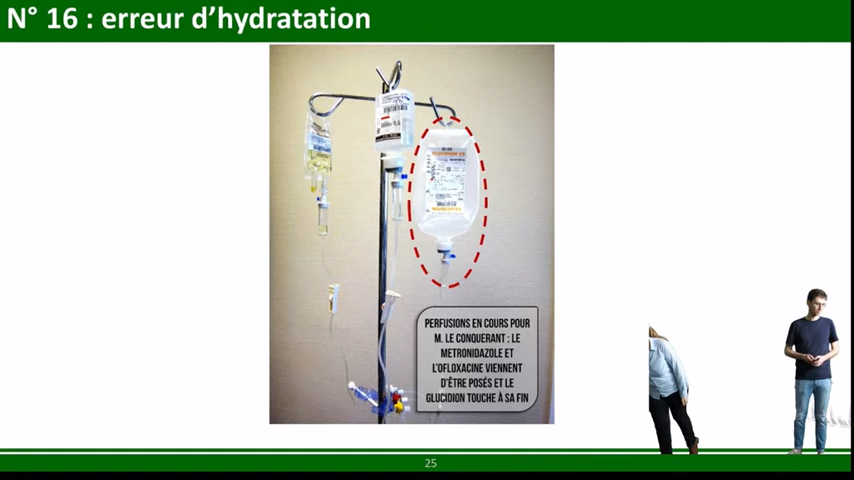 N° 16 : erreur d’hydratation
PERFUSIONS EN COURS POUR
M. LE CONQUERANT : LE
METRONIDAZOLE ET
L'OFLOXACINE VIENNENT
D'ÊTRE POSÉS ET LE
GLUCIDION TOUCHE À SA FIN
25